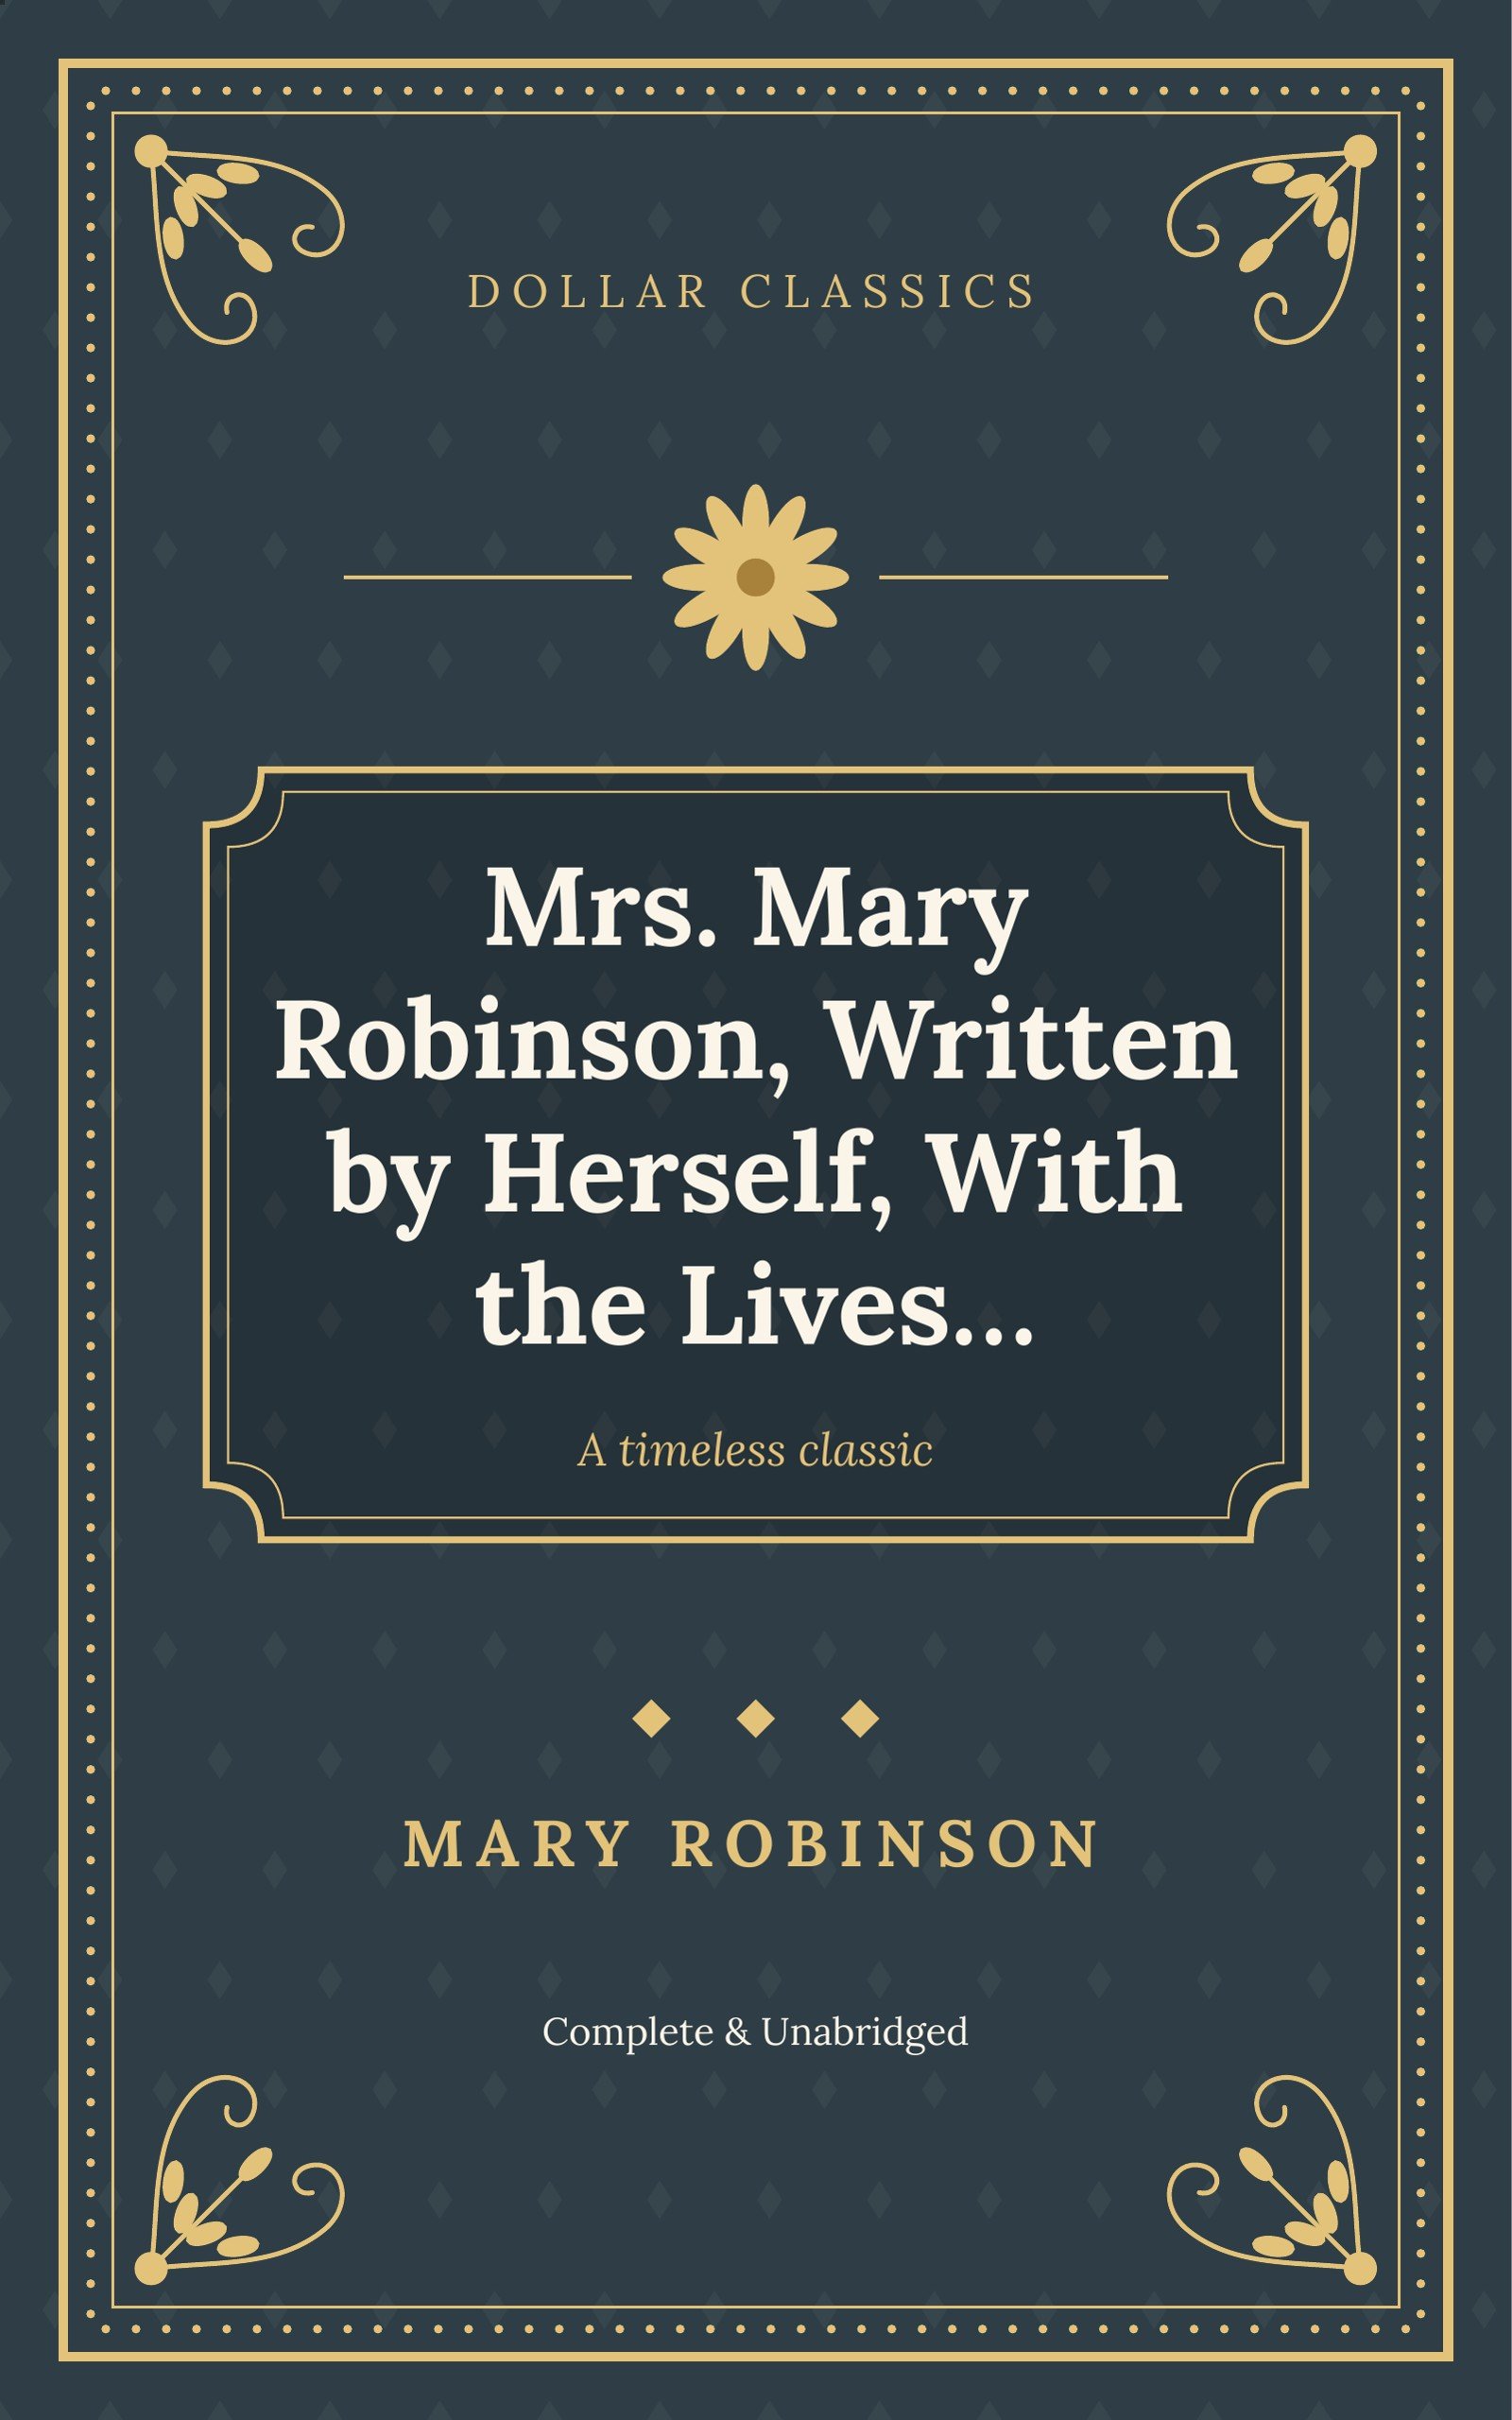 DOLLAR CLASSICS
Mrs. Mary
Robinson, Written
by Herself, With
the Lives...
A timeless classic
MARY ROBINSON
Complete & Unabridged